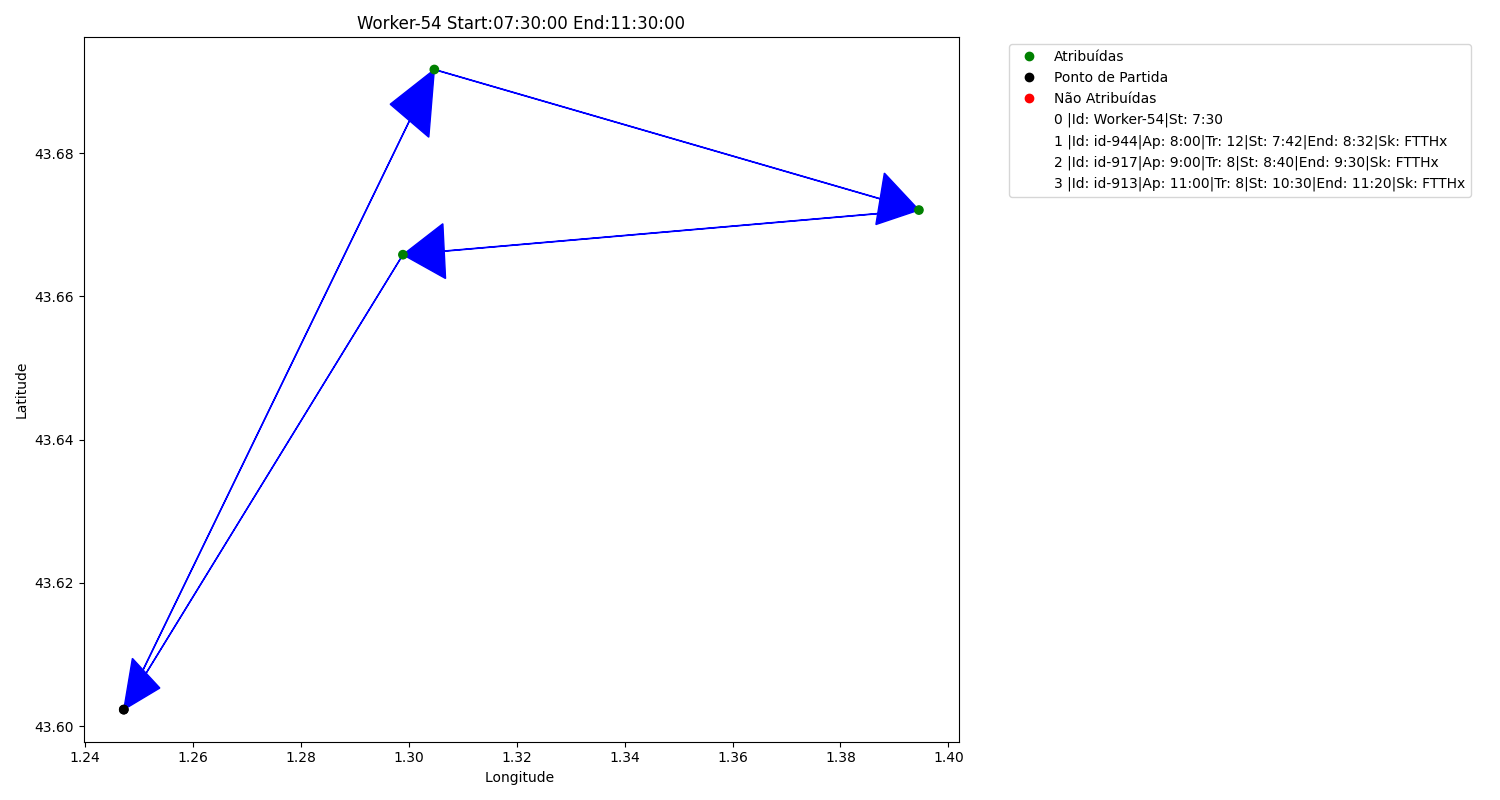 Worker-54 Start:07:30:00 End:11:30:00
Latitude
43.68
43.66
43.64
43.62
43.60
1.24 1.26 1.28 1.30 1.32 1.34 1.36 1.38 1.40
Longitude
Atribuídas
Ponto de Partida
Não Atribuídas
0 |Id: Worker-54|St: 7:30
1 |Id: id-944|Ap: 8:00|Tr: 12|St: 7:42|End: 8:32|Sk: FTTHx
2 |Id: id-917|Ap: 9:00|Tr: 8|St: 8:40|End: 9:30|Sk: FTTHx
3 |Id: id-913|Ap: 11:00|Tr: 8|St: 10:30|End: 11:20|Sk: FTTHx